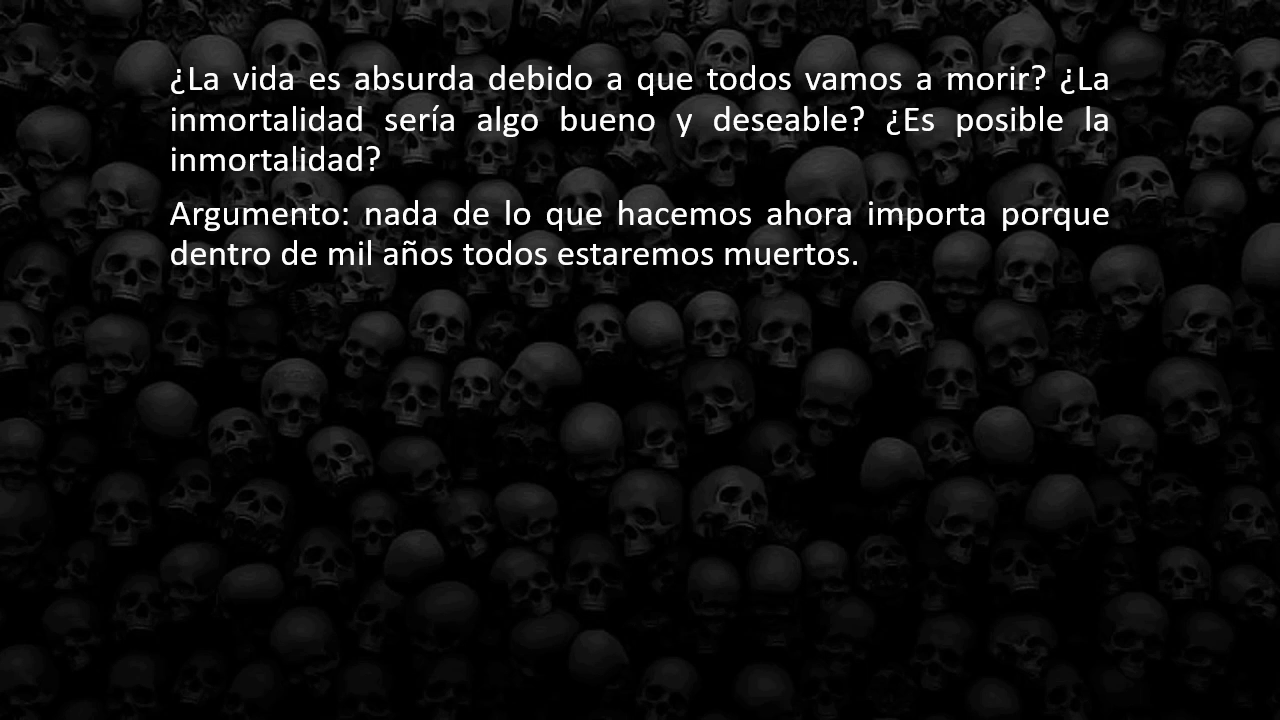 ¿La vida es absurda debido a que todos vamos a morir? ¿La
inmortalidad sería algo bueno y deseable? ¿Es posible la
inmortalidad?
Argumento: nada de lo que hacemos ahora importa porque
dentro de mil años todos estaremos muertos.